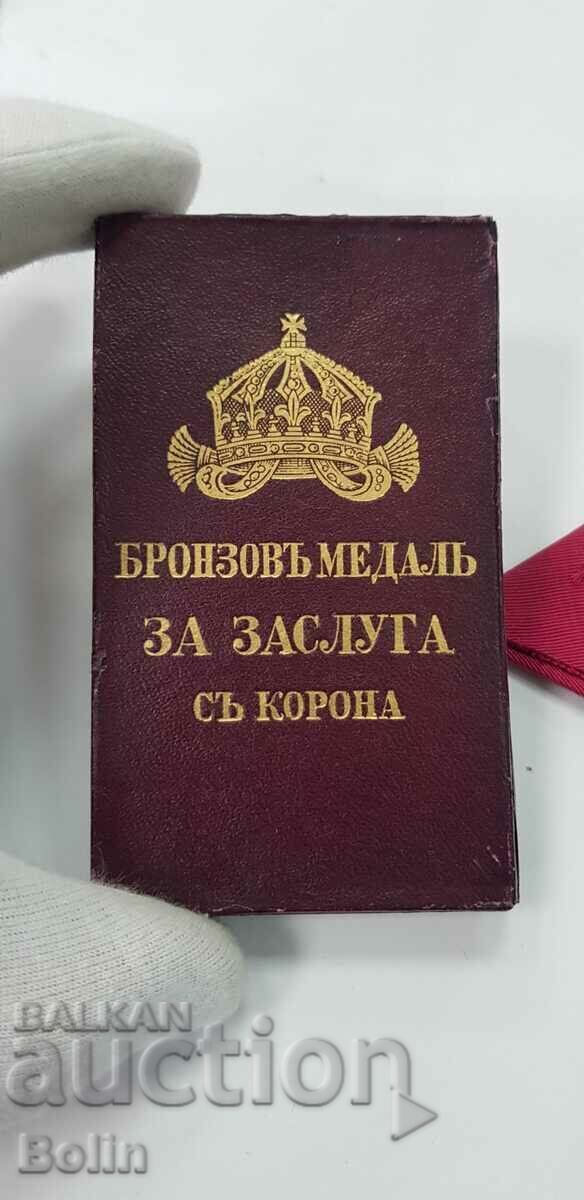 БРОНЗОВЪ МЕДАЛЬ
ЗА ЗАСЛУГА
СЪ КОРОНА
BALKAN
auction
Bolin